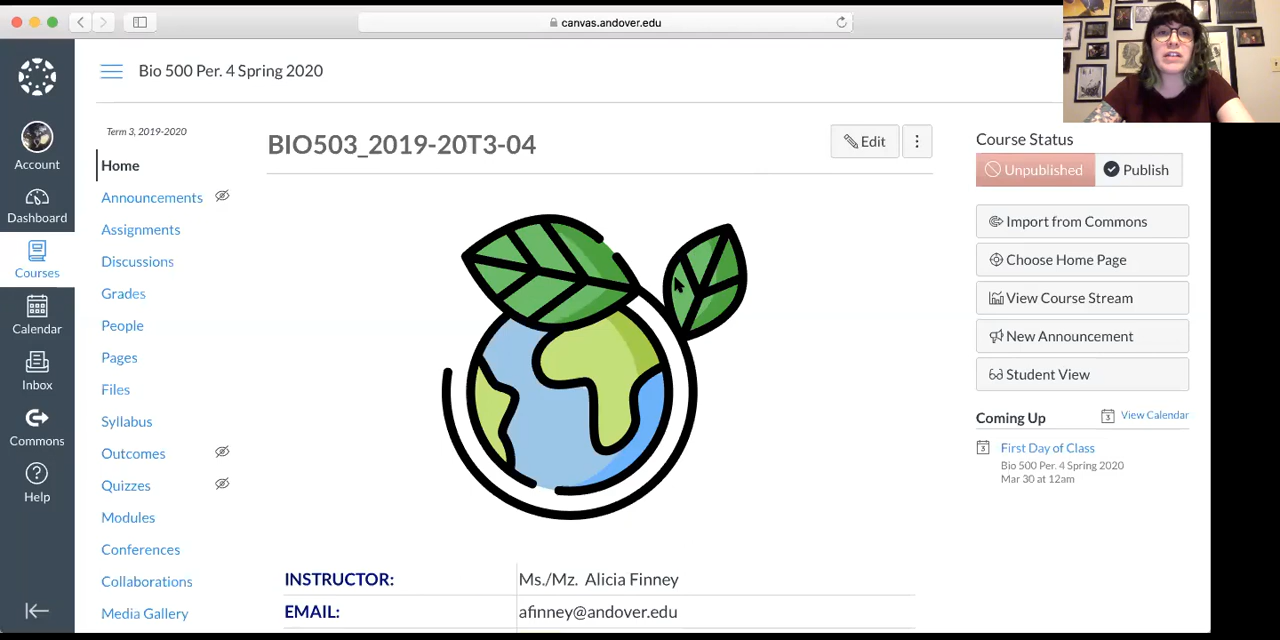 canvas.andover.edu
Bio 500 Per. 4 Spring 2020
Account
Dashboard
Courses
Calendar
Inbox
Commons
Help
Term 3, 2019-2020
Home
Announcements
Assignments
Discussions
Grades
People
Pages
Files
Syllabus
Outcomes
Quizzes
Modules
Conferences
Collaborations
Media Gallery
BIO503_2019-20T3-04
Edit
INSTRUCTOR: Ms./Mz. Alicia Finney
EMAIL: afinney@andover.edu
Course Status
Unpublished Publish
Import from Commons
Choose Home Page
View Course Stream
New Announcement
Student View
Coming Up 3 View Calendar
3 First Day of Class
Bio 500 Per. 4 Spring 2020
Mar 30 at 12am